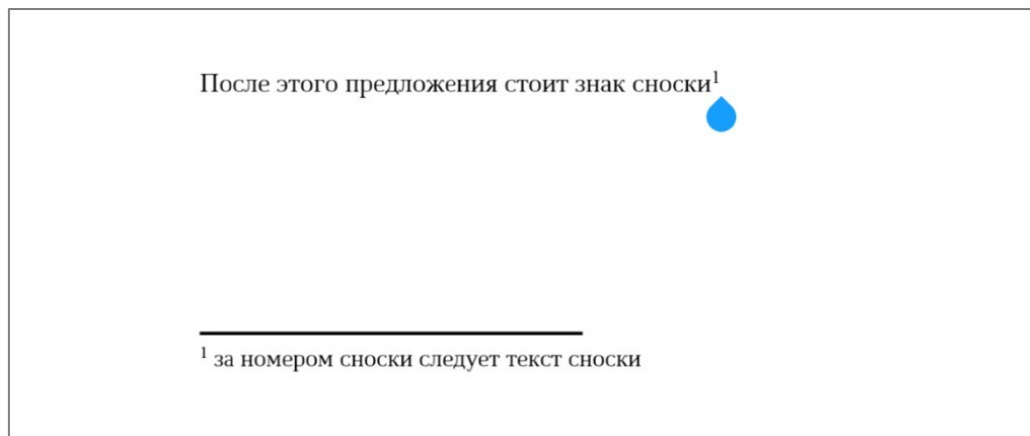 После этого предложения стоит знак сноски¹
¹ за номером сноски следует текст сноски